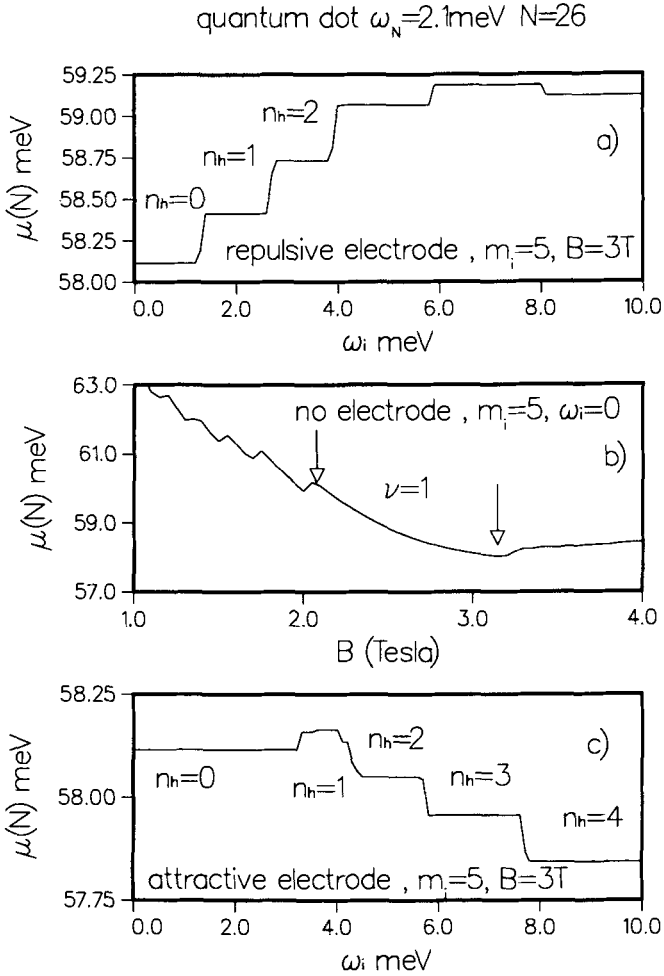 quantum dot ω_N=2.1meV N=26
59.25
59.00
58.75
58.50
58.25
58.00
μ(N) meV
n_h=2
n_h=1
n_h=0
a)
repulsive electrode , m_i=5, B=3T
0.0 2.0 4.0 6.0 8.0 10.0
ω_i meV
63.0
61.0
59.0
57.0
μ(N) meV
no electrode , m_i=5, ω_i=0
b)
ν=1
1.0 2.0 3.0 4.0
B (Tesla)
58.25
58.00
57.75
μ(N) meV
c)
n_h=0
n_h=1
n_h=2
n_h=3
n_h=4
attractive electrode , m_i=5, B=3T
0.0 2.0 4.0 6.0 8.0 10.0
ω_i meV